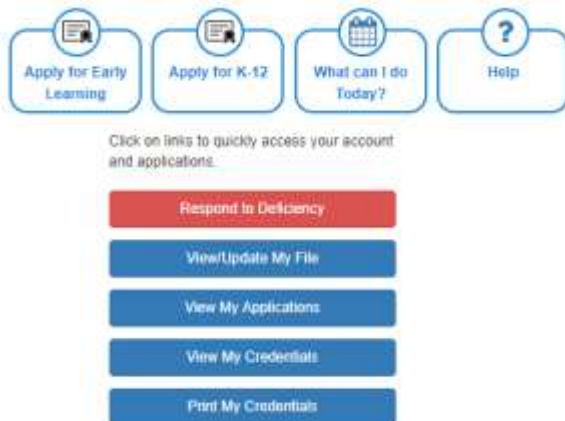 Apply for Early
Learning
Apply for K-12
What can I do
Today?
?
Help
Click on links to quickly access your account
and applications.
Respond to Deficiency
View/Update My File
View My Applications
View My Credentials
Print My Credentials